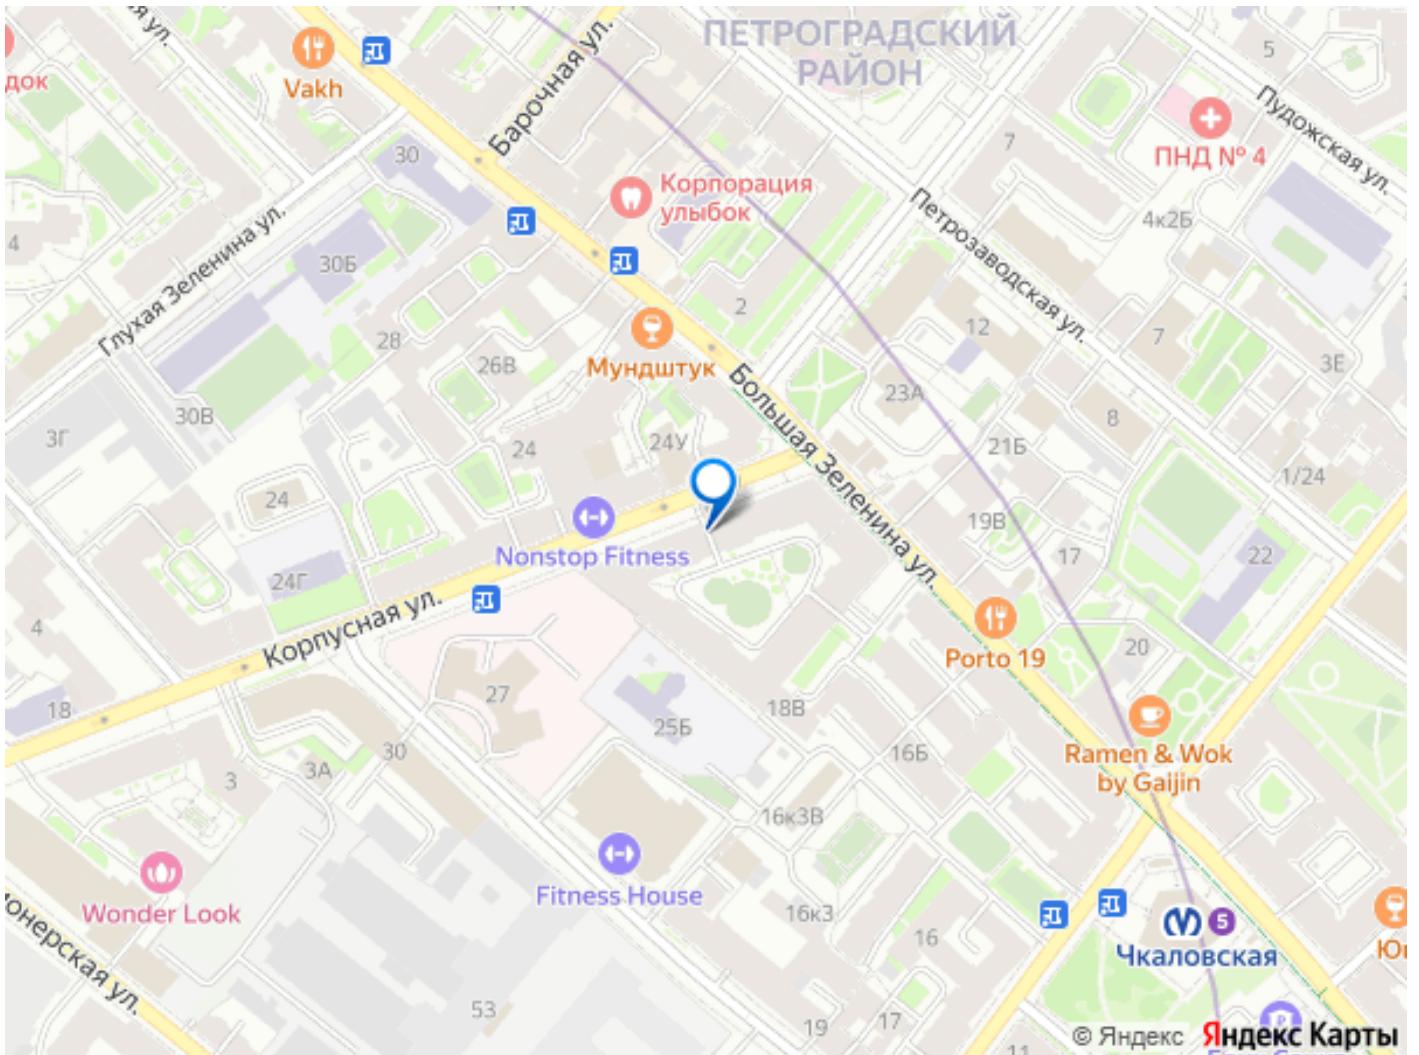 ПЕТРОГРАДСКИЙ
РАЙОН
Vakh
док
Барочная ул.
5
Пудожская ул.
7
ПНД № 4
30
Корпорация
улыбок
Петрозаводская ул.
4к2Б
4
Глухая Зеленина ул.
30Б
2
12
7
28
Мундштук
26В
3Е
Большая Зеленина ул.
23А
30В
8
3Г
24
24У
21Б
1/24
24
19В
Nonstop Fitness
17
22
24Г
Корпусная ул.
4
Porto 19
20
27
18
25Б
18В
30
16Б
Ramen & Wok
by Gaijin
3А
3
16к3В
Fitness House
Wonder Look
16к3
16
5
Чкаловская
53
19
17
11
© Яндекс
Яндекс Карты